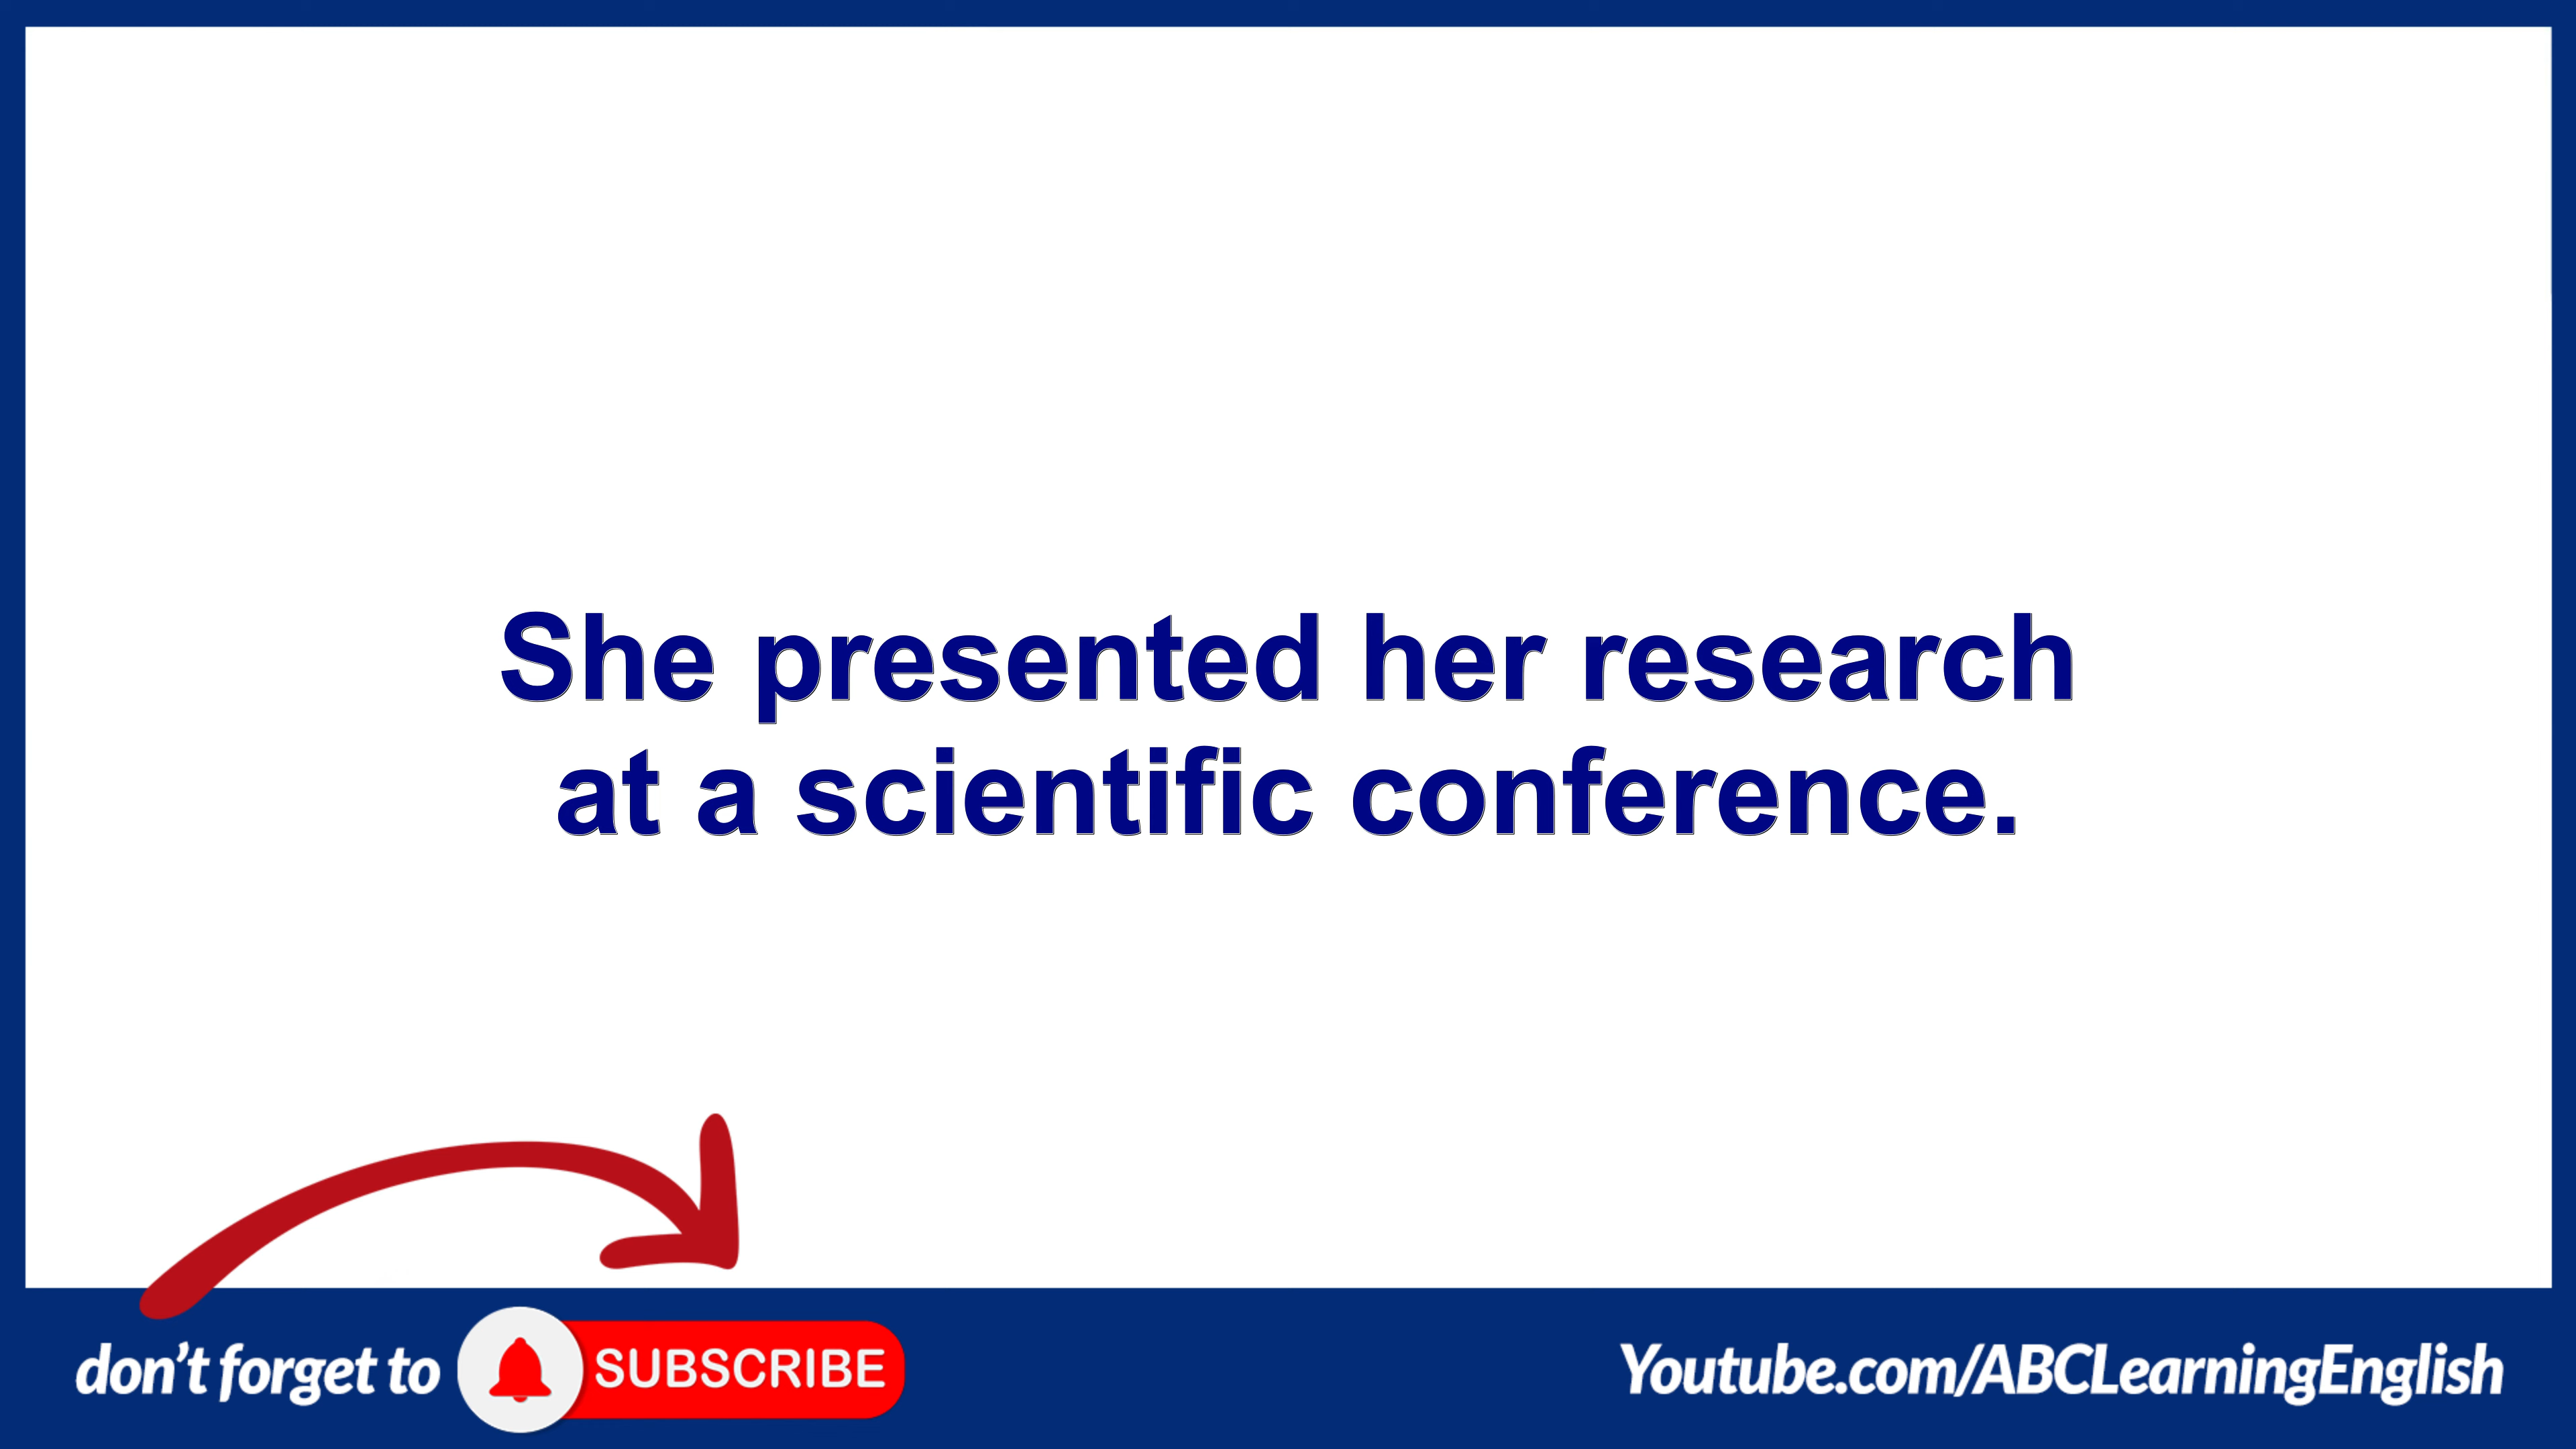 She presented her research
at a scientific conference.
don't forget to SUBSCRIBE
Youtube.com/ABCLearningEnglish